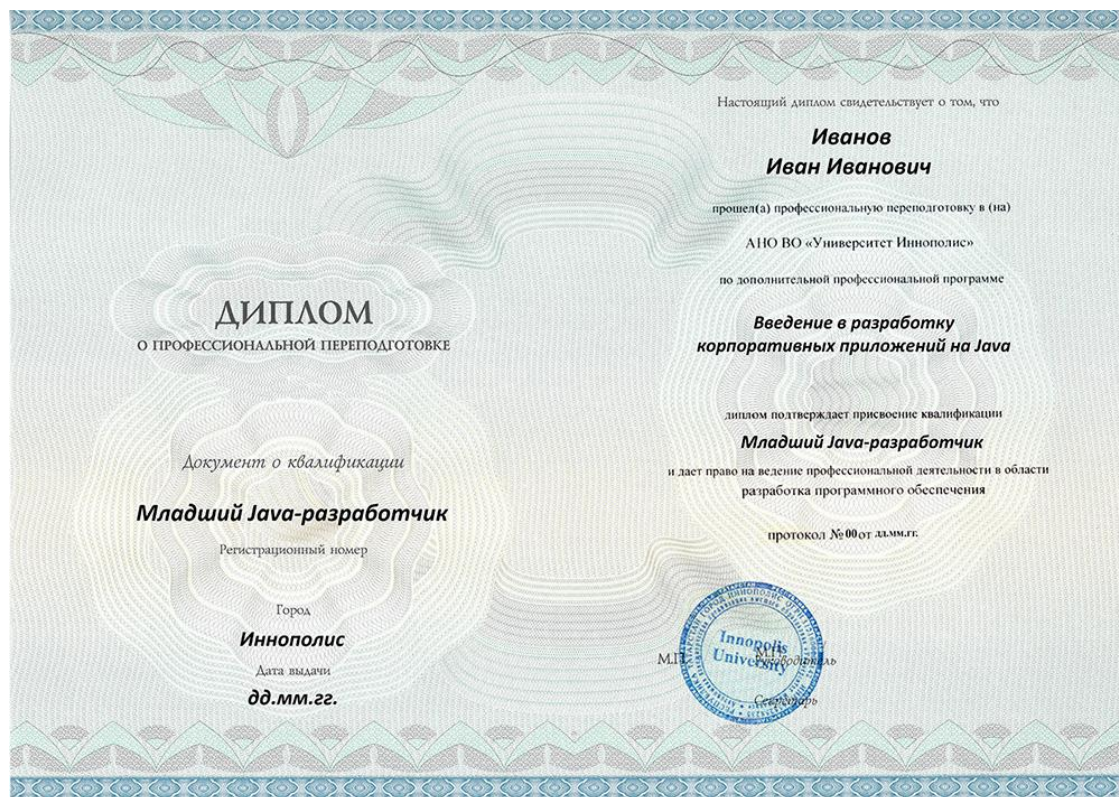 ДИПЛОМ
О ПРОФЕССИОНАЛЬНОЙ ПЕРЕПОДГОТОВКЕ
Документ о квалификации
Младший Java-разработчик
Регистрационный номер
Город
Иннополис
Дата выдачи
дд.мм.гг.
Настоящий диплом свидетельствует о том, что
Иванов
Иван Иванович
прошел(а) профессиональную переподготовку в (на)
АНО ВО «Университет Иннополис»
по дополнительной профессиональной программе
Введение в разработку
корпоративных приложений на Java
диплом подтверждает присвоение квалификации
Младший Java-разработчик
и дает право на ведение профессиональной деятельности в области
разработка программного обеспечения
протокол №00от дд.мм.гг.
Innopolis
University
М.П.
М.П.
Руководитель
Секретарь